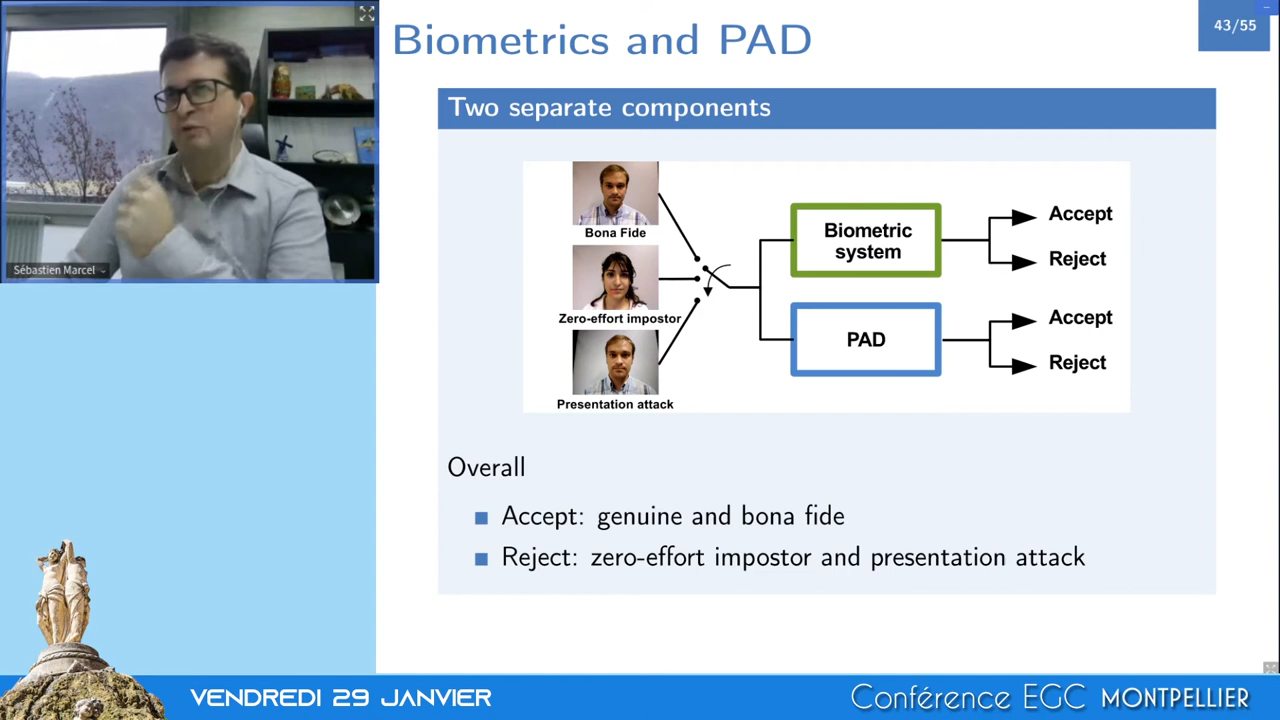 Biometrics and PAD
43/55
Two separate components
Bona Fide
Zero-effort impostor
Presentation attack
Biometric
system
PAD
Accept
Reject
Accept
Reject
Overall
Accept: genuine and bona fide
Reject: zero-effort impostor and presentation attack
Sébastien Marcel
VENDREDI 29 JANVIER
Conférence EGC MONTPELLIER